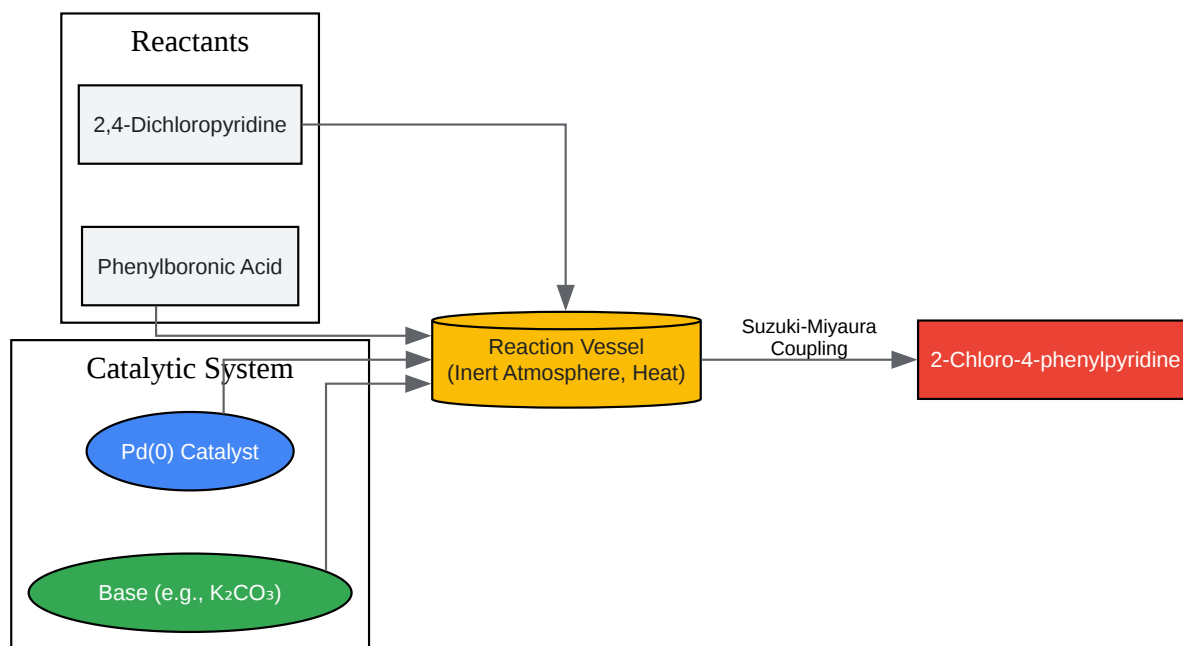 Reactants
2,4-Dichloropyridine
Phenylboronic Acid
Catalytic System
Pd(0) Catalyst
Base (e.g., K₂CO₃)
Reaction Vessel
(Inert Atmosphere, Heat)
Suzuki-Miyaura
Coupling
2-Chloro-4-phenylpyridine